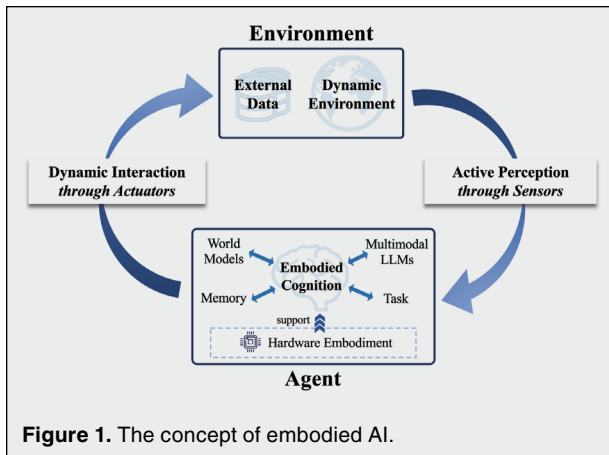 Environment
External
Data
Dynamic
Environment
Dynamic Interaction
through Actuators
Active Perception
through Sensors
World
Models
Multimodal
LLMs
Embodied
Cognition
Memory
Task
support
Hardware Embodiment
Agent
Figure 1. The concept of embodied AI.